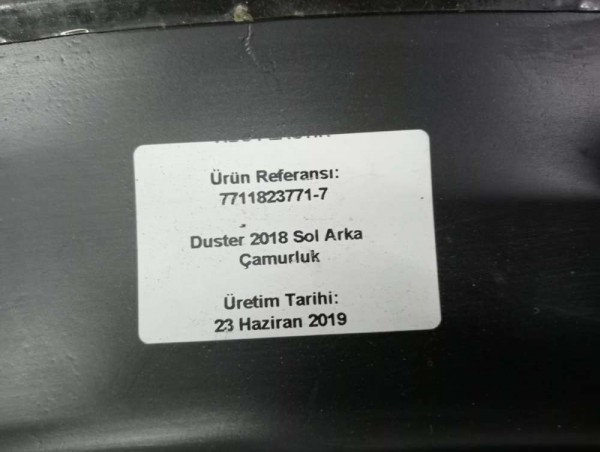 Ürün Referansı:
7711823771-7
Duster 2018 Sol Arka
Çamurluk
Üretim Tarihi:
23 Haziran 2019